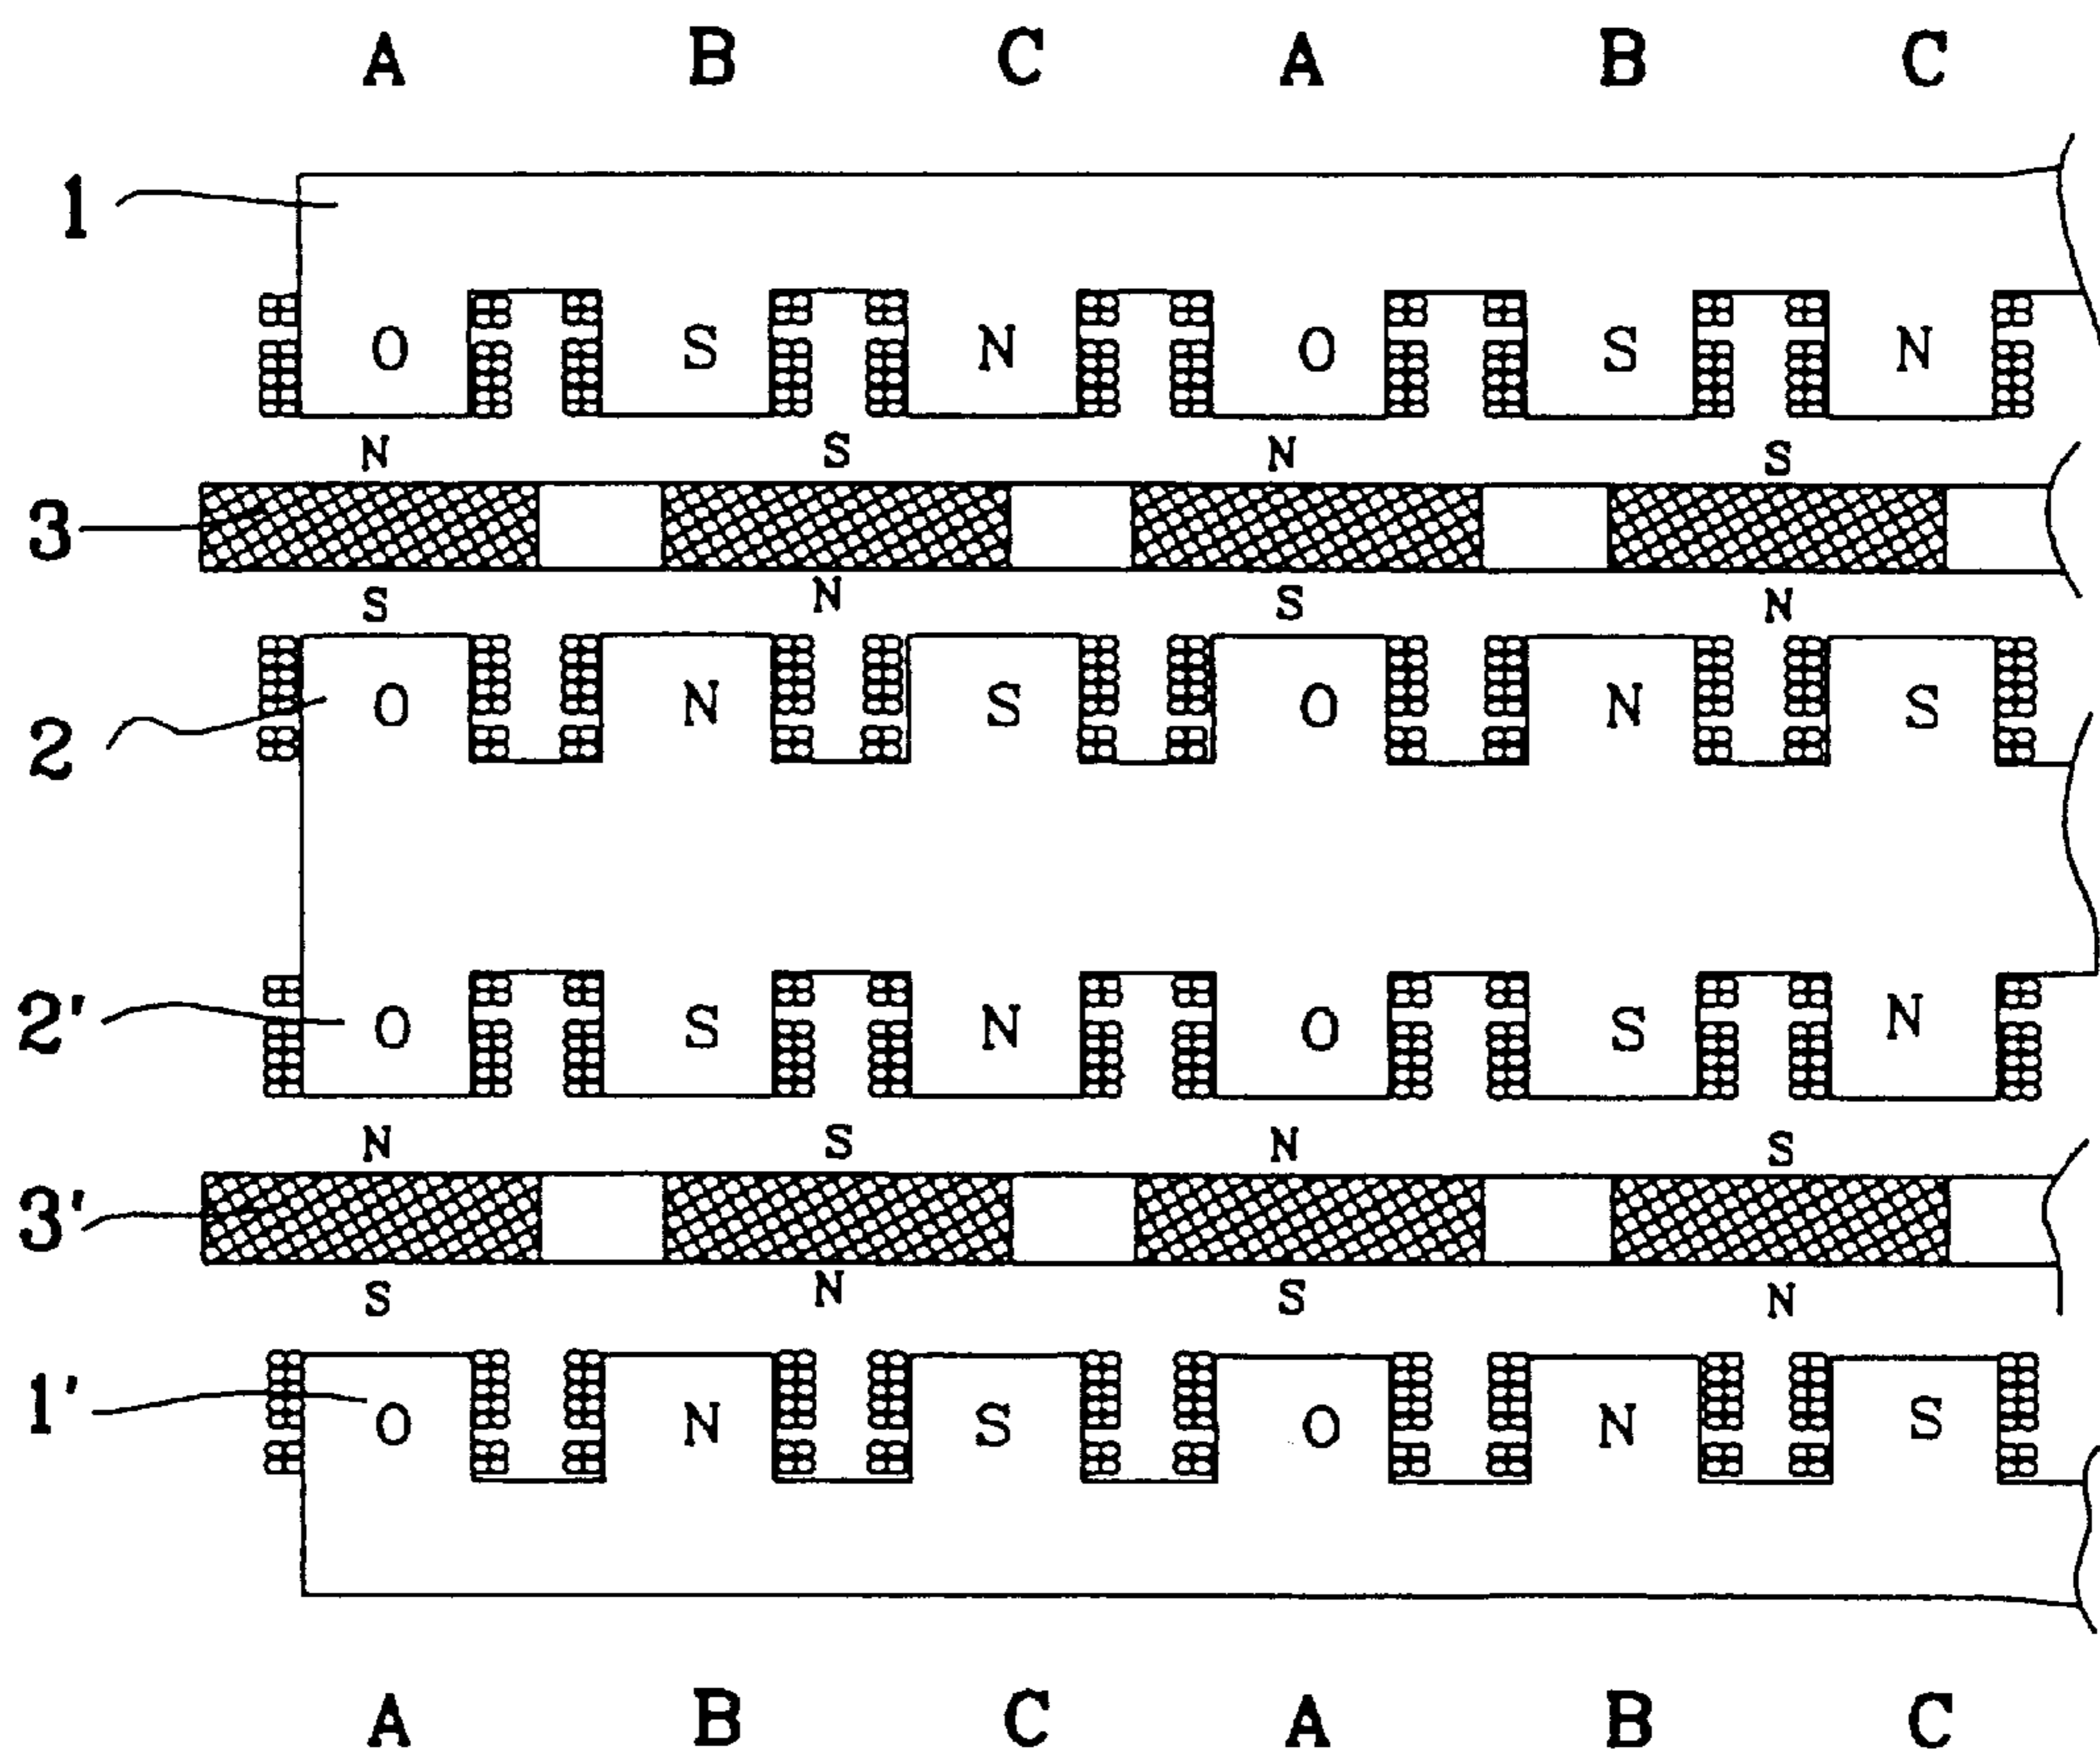 A B C A B C
1
O S N O S N
N S N S
3
S N S N
2 O N S O N S
2' O S N O S N
N S N S
3'
S N S N
1' O N S O N S
A B C A B C